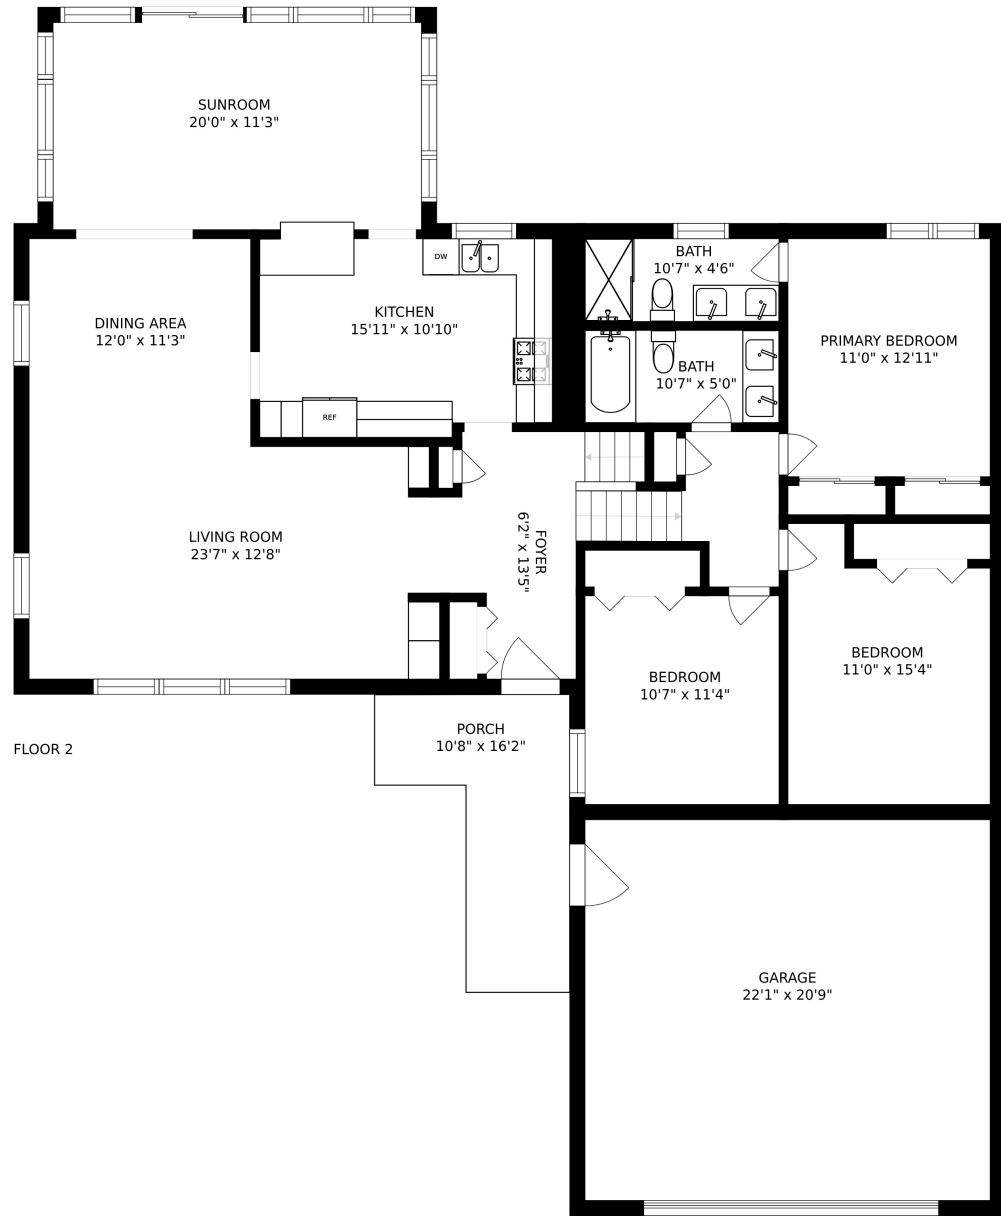 SUNROOM
20'0" x 11'3"
DW
BATH
10'7" x 4'6"
KITCHEN
15'11" x 10'10"
DINING AREA
12'0" x 11'3"
PRIMARY BEDROOM
11'0" x 12'11"
BATH
10'7" x 5'0"
REF
LIVING ROOM
23'7" x 12'8"
FOYER
6'2" x 13'5"
BEDROOM
11'0" x 15'4"
BEDROOM
10'7" x 11'4"
PORCH
10'8" x 16'2"
FLOOR 2
GARAGE
22'1" x 20'9"